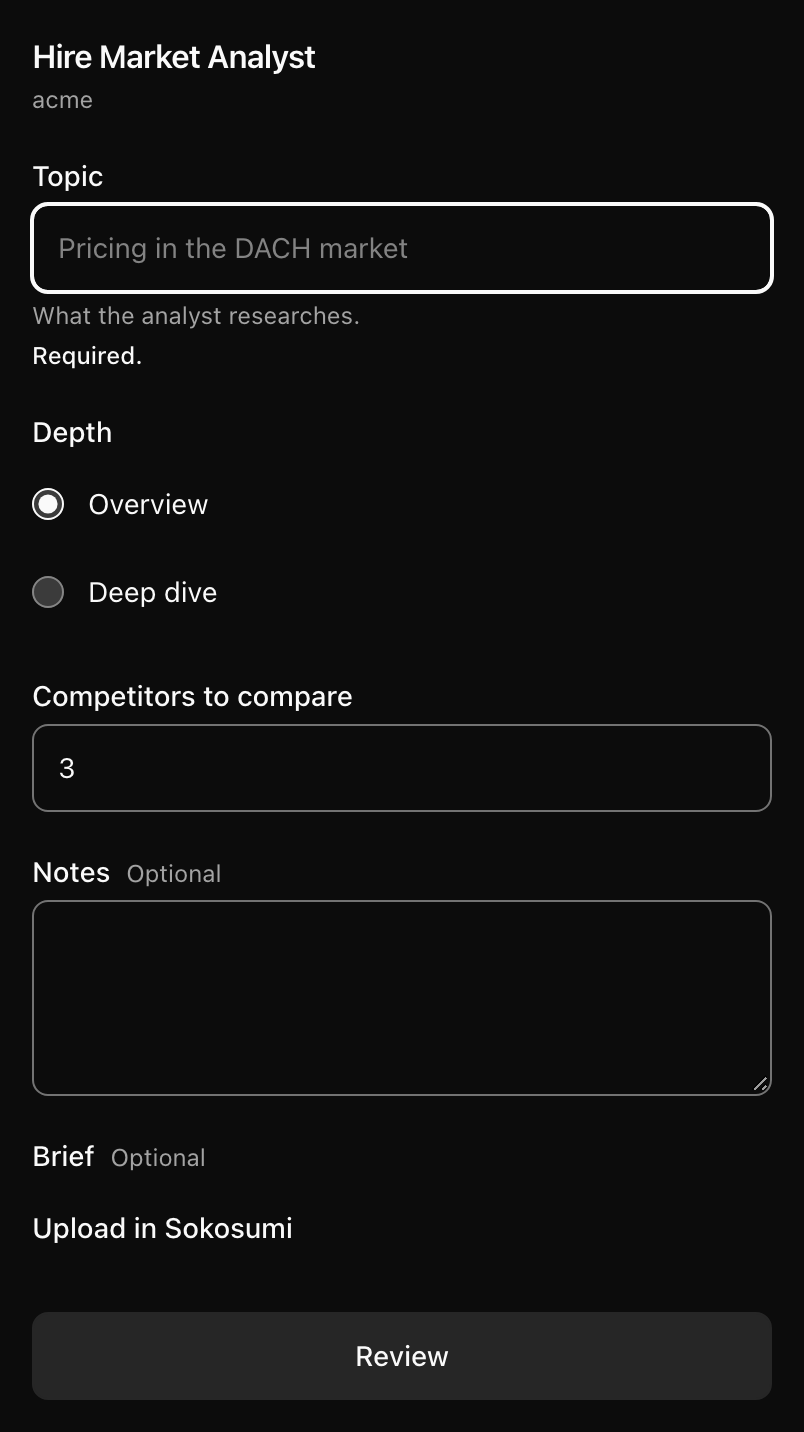 Hire Market Analyst
acme
Topic
Pricing in the DACH market
What the analyst researches.
Required.
Depth
Overview
Deep dive
Competitors to compare
3
Notes Optional
Brief Optional
Upload in Sokosumi
Review